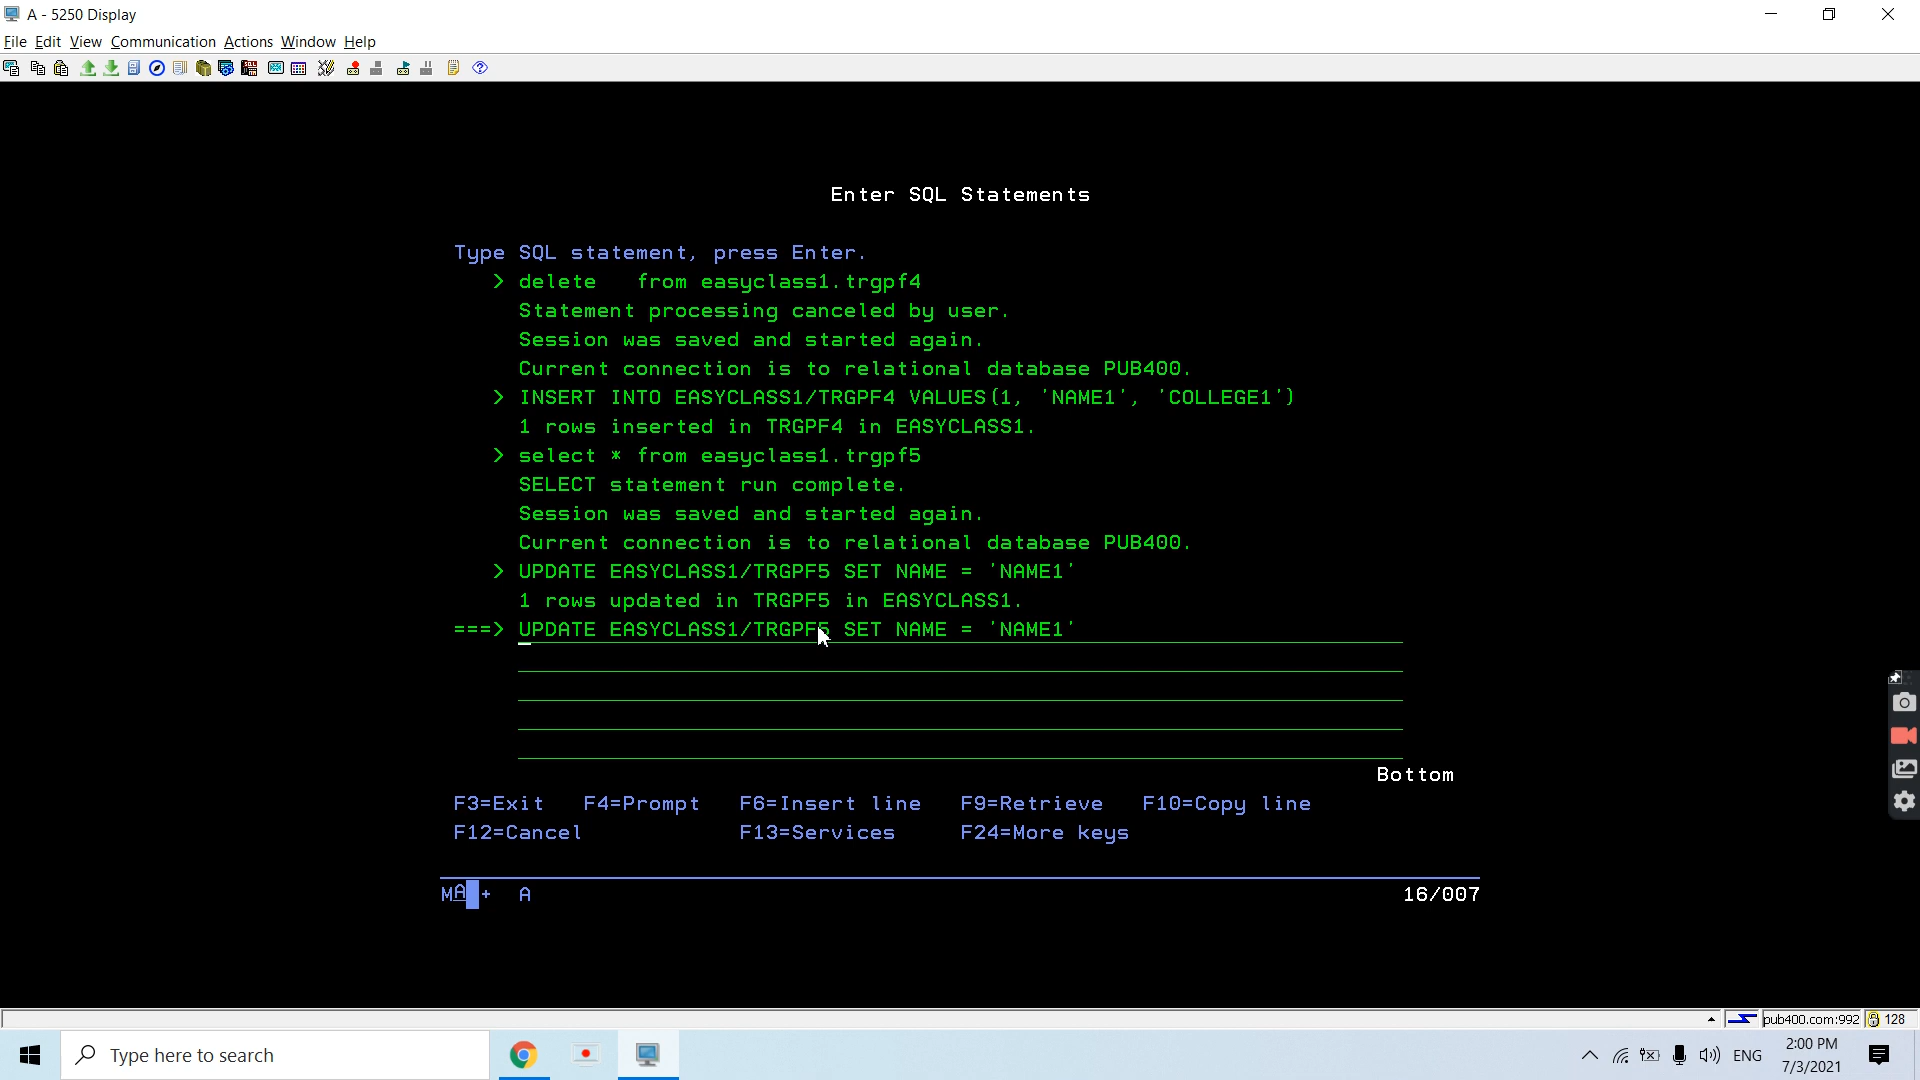 A - 5250 Display
File Edit View Communication Actions Window Help
Enter SQL Statements
Type SQL statement, press Enter.
> delete   from easyclass1.trgpf4
Statement processing canceled by user.
Session was saved and started again.
Current connection is to relational database PUB400.
> INSERT INTO EASYCLASS1/TRGPF4 VALUES(1, 'NAME1', 'COLLEGE1')
1 rows inserted in TRGPF4 in EASYCLASS1.
> select * from easyclass1.trgpf5
SELECT statement run complete.
Session was saved and started again.
Current connection is to relational database PUB400.
> UPDATE EASYCLASS1/TRGPF5 SET NAME = 'NAME1'
1 rows updated in TRGPF5 in EASYCLASS1.
===> UPDATE EASYCLASS1/TRGPF5 SET NAME = 'NAME1'
Bottom
F3=Exit   F4=Prompt   F6=Insert line   F9=Retrieve   F10=Copy line
F12=Cancel            F13=Services     F24=More keys
MA + A 16/007
pub400.com:992 128
Type here to search
ENG
2:00 PM
7/3/2021